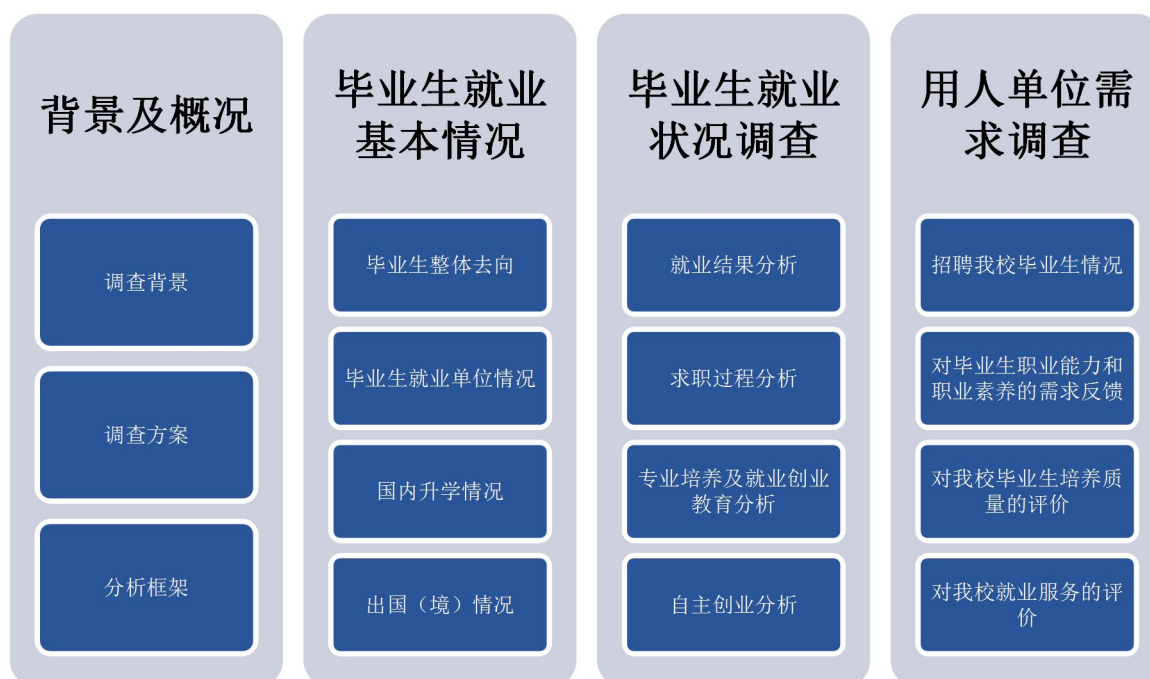 背景及概况
调查背景
调查方案
分析框架
毕业生就业
基本情况
毕业生整体去向
毕业生就业单位情况
国内升学情况
出国（境）情况
毕业生就业
状况调查
就业结果分析
求职过程分析
专业培养及就业创业
教育分析
自主创业分析
用人单位需
求调查
招聘我校毕业生情况
对毕业生职业能力和
职业素养的需求反馈
对我校毕业生培养质
量的评价
对我校就业服务的评
价